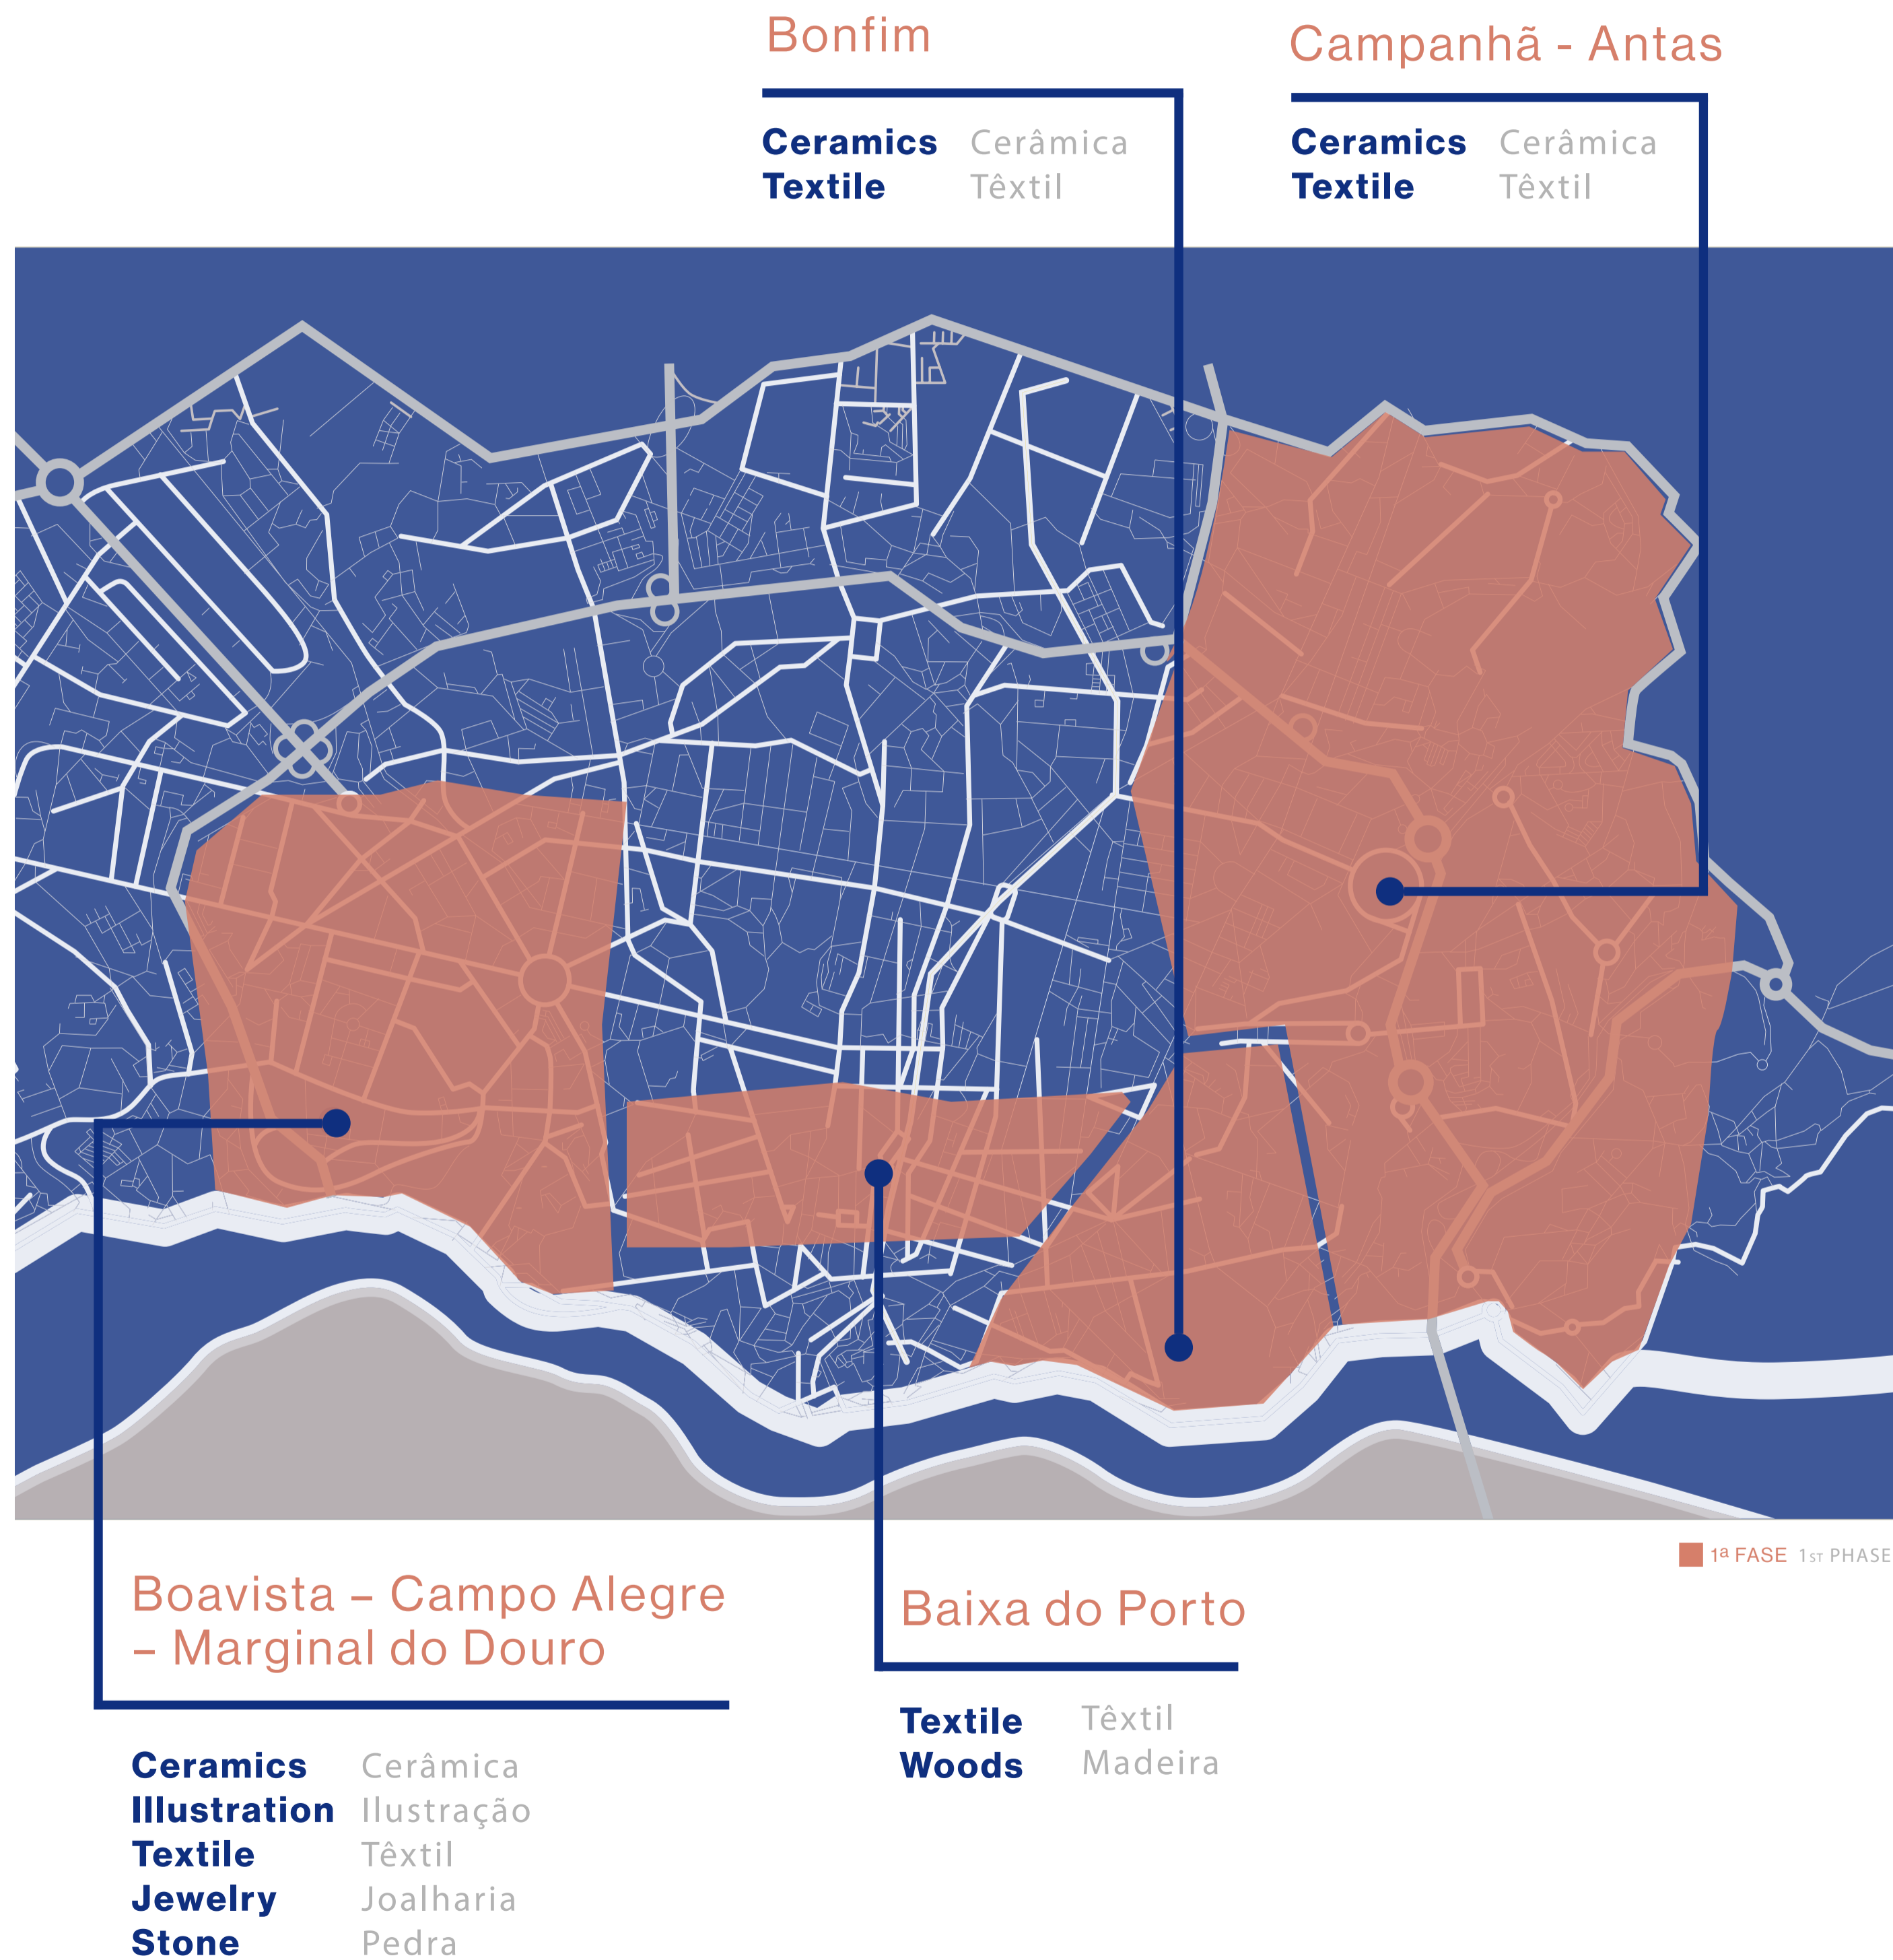 Bonfim
Ceramics Cerâmica
Textile Têxtil
Campanhã - Antas
Ceramics Cerâmica
Textile Têxtil
1ª FASE 1ST PHASE
Boavista – Campo Alegre
– Marginal do Douro
Ceramics Cerâmica
Illustration Ilustração
Textile Têxtil
Jewelry Joalharia
Stone Pedra
Baixa do Porto
Textile Têxtil
Woods Madeira